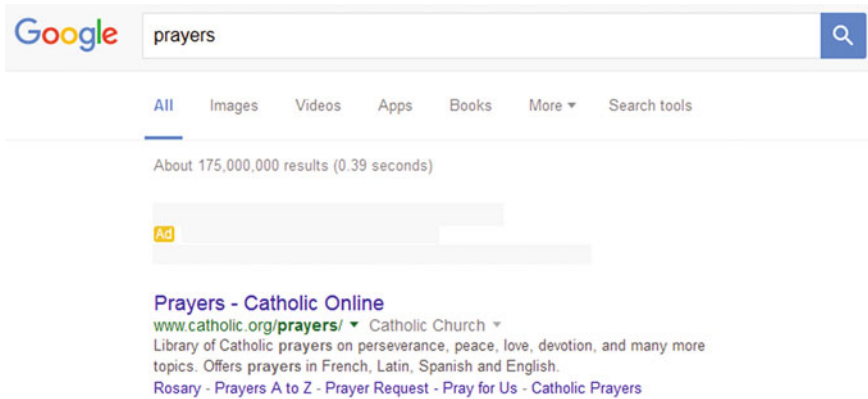 Google prayers
All Images Videos Apps Books More ▾ Search tools
About 175,000,000 results (0.39 seconds)
Ad
Prayers - Catholic Online
www.catholic.org/prayers/ ▾ Catholic Church ▾
Library of Catholic prayers on perseverance, peace, love, devotion, and many more
topics. Offers prayers in French, Latin, Spanish and English.
Rosary - Prayers A to Z - Prayer Request - Pray for Us - Catholic Prayers